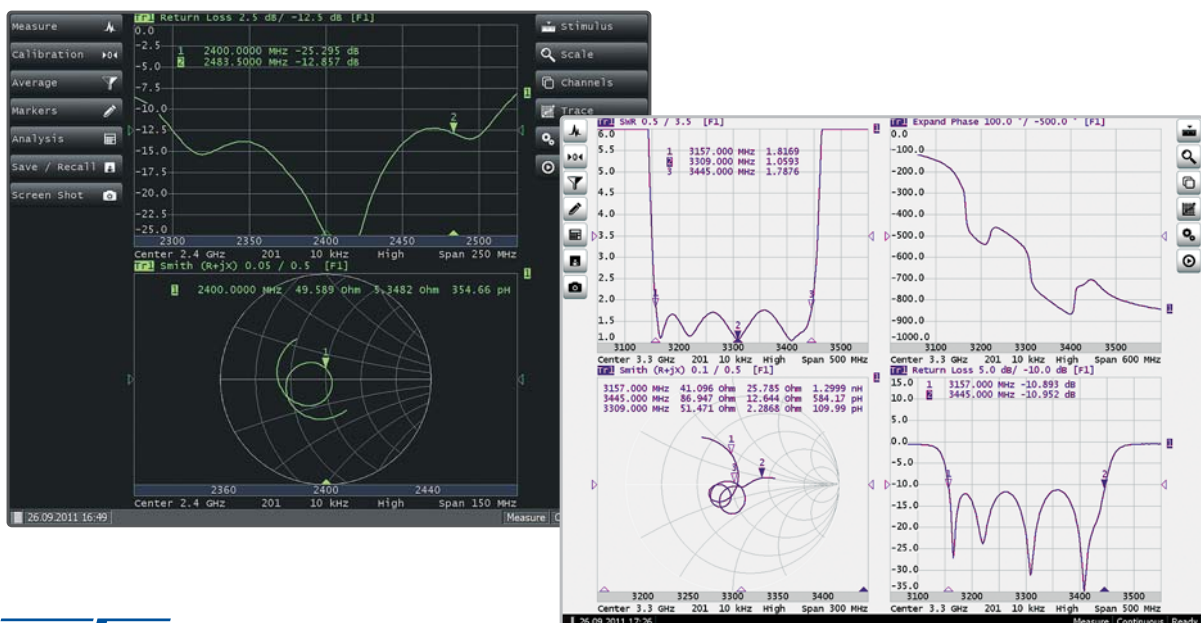 Measure
Calibration
Average
Markers
Analysis
Save / Recall
Screen Shot
Tr1 Return Loss 2.5 dB/ -12.5 dB [F1]
0.0
-2.5
-5.0
-7.5
-10.0
-12.5
-15.0
-17.5
-20.0
-22.5
-25.0
1 2400.0000 MHz -25.295 dB
2 2483.5000 MHz -12.857 dB
1
2
2300 2350 2400 2450 2500
Center 2.4 GHz 201 10 kHz High Span 250 MHz
Tr1 Smith (R+jX) 0.05 / 0.5 [F1]
1
1 2400.0000 MHz 49.589 Ohm 5.3482 Ohm 354.66 pH
1
2360 2400 2440
Center 2.4 GHz 201 10 kHz High Span 150 MHz
26.09.2011 16:49
Measure
Stimulus
Scale
Channels
Trace
Tr1 SWR 0.5 / 3.5 [F1]
1
6.0
5.5
5.0
4.5
4.0
3.5
3.0
2.5
2.0
1.5
1.0
1 3157.000 MHz 1.8169
2 3309.000 MHz 1.0593
3 3445.000 MHz 1.7876
1
2
3
3100 3200 3300 3400 3500
Center 3.3 GHz 201 10 kHz High Span 500 MHz
Tr1 Expand Phase 100.0 °/ -500.0 ° [F1]
0.0
-100.0
-200.0
-300.0
-400.0
-500.0
-600.0
-700.0
-800.0
-900.0
-1000.0
1
3100 3200 3300 3400 3500
Center 3.3 GHz 201 10 kHz High Span 600 MHz
Tr1 Smith (R+jX) 0.1 / 0.5 [F1]
1
3157.000 MHz 41.096 Ohm 25.785 Ohm 1.2999 nH
3445.000 MHz 86.947 Ohm 12.644 Ohm 584.17 pH
3309.000 MHz 51.471 Ohm 2.2868 Ohm 109.99 pH
1
2
3
3200 3250 3300 3350 3400
Center 3.3 GHz 201 10 kHz High Span 300 MHz
Tr1 Return Loss 5.0 dB/ -10.0 dB [F1]
15.0
10.0
5.0
0.0
-5.0
-10.0
-15.0
-20.0
-25.0
-30.0
-35.0
1 3157.000 MHz -10.893 dB
2 3445.000 MHz -10.952 dB
1
2
1
3100 3200 3300 3400 3500
Center 3.3 GHz 201 10 kHz High Span 500 MHz
26.09.2011 17:26
Measure Continuous Ready